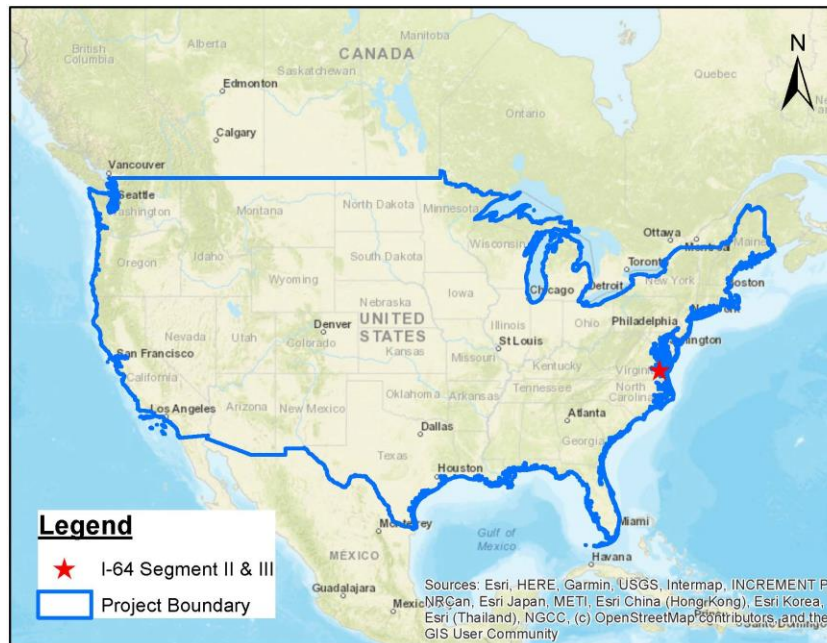 N
British
Columbia
Alberta
Manitoba
CANADA
Saskatchewan
Quebec
Edmonton
Ontario
Calgary
Vancouver
Seattle
North Dakota
Minnesota
Montana
Ottawa
Montreal
Maine
Oregon
Idaho
South Dakota
Wisconsin
Toronto
New York
Boston
Wyoming
Chicago
Detroit
Nebraska
Iowa
Philadelphia
UNITED
STATES
Illinois
Ohio
Nevada
Utah
Denver
Colorado
Kansas
St Louis
Missouri
Kentucky
San Francisco
California
Oklahoma
Arkansas
Tennessee
North
Carolina
Los Angeles
Arizona
New Mexico
Atlanta
Dallas
Georgia
Texas
Houston
Miami
Gulf of
Mexico
Havana
MÉXICO
Guadalajara
Legend
I-64 Segment II & III
Project Boundary
Sources: Esri, HERE, Garmin, USGS, Intermap, INCREMENT P
NRCan, Esri Japan, METI, Esri China (HongKong), Esri Korea,
Esri (Thailand), NGCC, (c) OpenStreetMap contributors, and the
GIS User Community